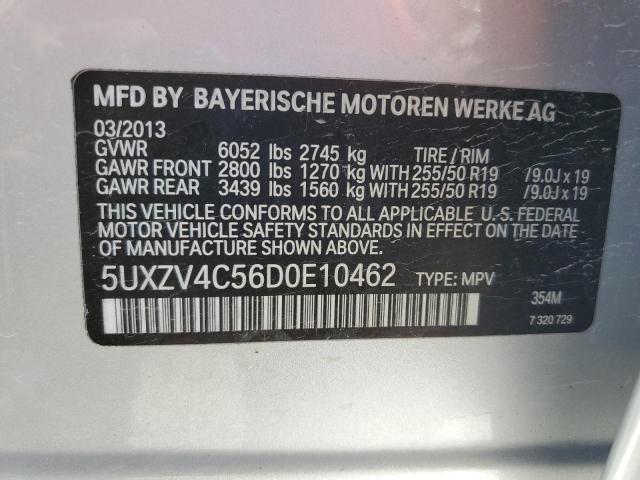 MFD BY BAYERISCHE MOTOREN WERKE AG
03/2013
GVWR 6052 lbs 2745 kg TIRE / RIM
GAWR FRONT 2800 lbs 1270 kg WITH 255/50 R19 / 9.0J x 19
GAWR REAR 3439 lbs 1560 kg WITH 255/50 R19 / 9.0J x 19
THIS VEHICLE CONFORMS TO ALL APPLICABLE U.S. FEDERAL
MOTOR VEHICLE SAFETY STANDARDS IN EFFECT ON THE DATE
OF MANUFACTURE SHOWN ABOVE.
5UXZV4C56D0E10462 TYPE: MPV
354M
7 320 729